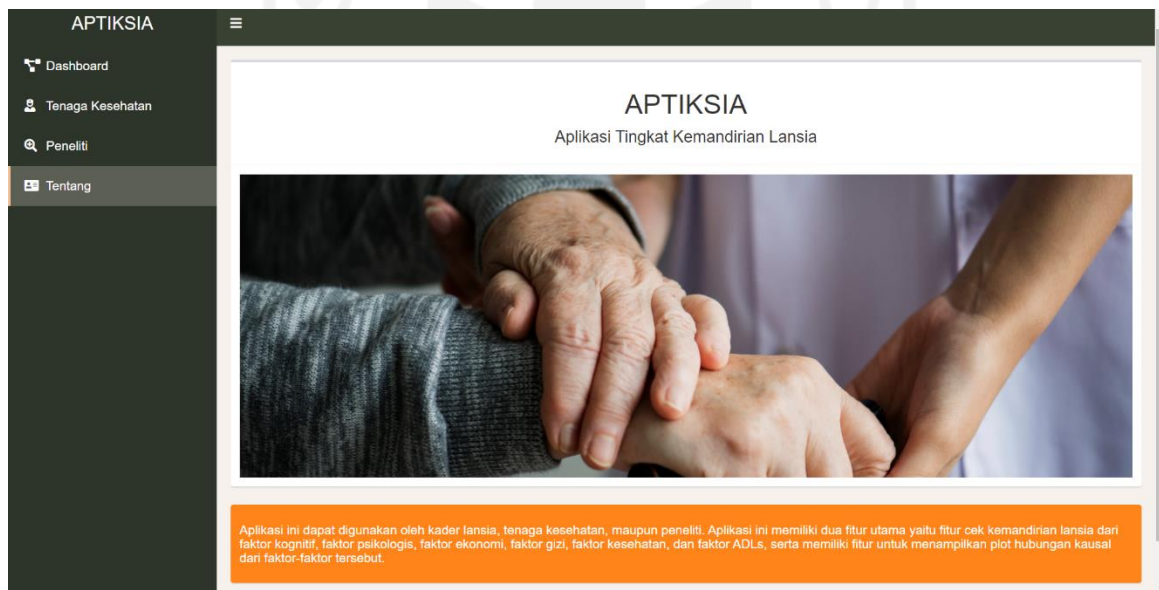 APTIKSIA
Dashboard
Tenaga Kesehatan
Peneliti
Tentang
APTIKSIA
Aplikasi Tingkat Kemandirian Lansia
Aplikasi ini dapat digunakan oleh kader lansia, tenaga kesehatan, maupun peneliti. Aplikasi ini memiliki dua fitur utama yaitu fitur cek kemandirian lansia dari
faktor kognitif, faktor psikologis, faktor ekonomi, faktor gizi, faktor kesehatan, dan faktor ADLs, serta memiliki fitur untuk menampilkan plot hubungan kausal
dari faktor-faktor tersebut.